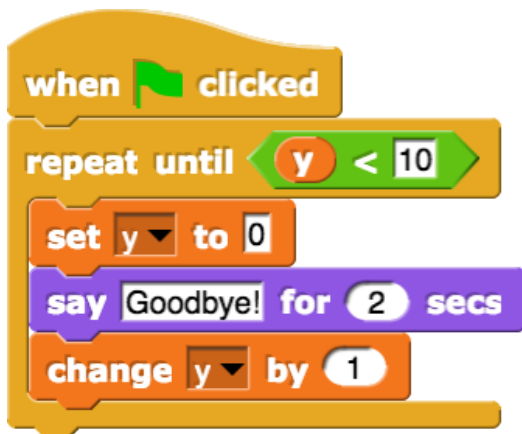 when clicked
repeat until y < 10
set y to 0
say Goodbye! for 2 secs
change y by 1